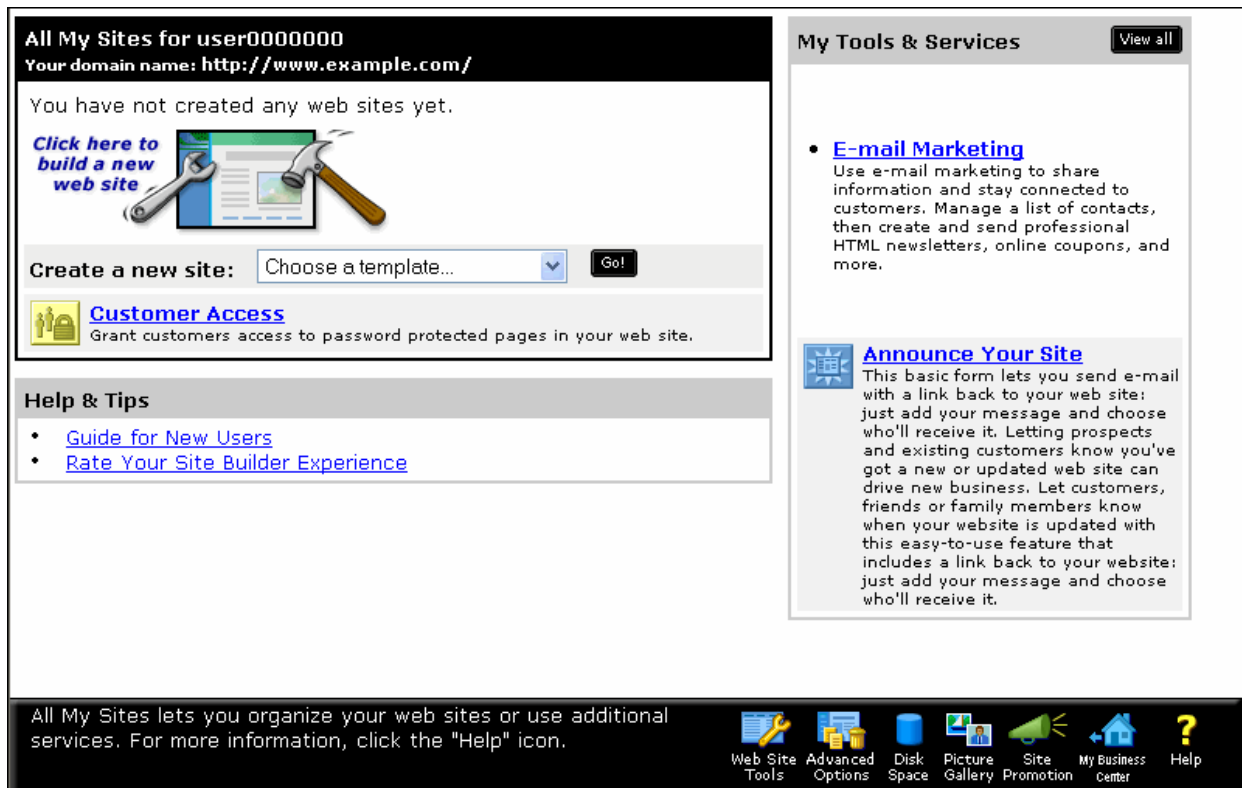 All My Sites for user0000000
Your domain name: http://www.example.com/
You have not created any web sites yet.
Click here to
build a new
web site
Create a new site: Choose a template... Go!
Customer Access
Grant customers access to password protected pages in your web site.
Help & Tips
• Guide for New Users
• Rate Your Site Builder Experience
My Tools & Services View all
• E-mail Marketing
Use e-mail marketing to share
information and stay connected to
customers. Manage a list of contacts,
then create and send professional
HTML newsletters, online coupons, and
more.
Announce Your Site
This basic form lets you send e-mail
with a link back to your web site:
just add your message and choose
who'll receive it. Letting prospects
and existing customers know you've
got a new or updated web site can
drive new business. Let customers,
friends or family members know
when your website is updated with
this easy-to-use feature that
includes a link back to your website:
just add your message and choose
who'll receive it.
All My Sites lets you organize your web sites or use additional
services. For more information, click the "Help" icon.
Web Site Tools
Advanced Options
Disk Space
Picture Gallery
Site Promotion
My Business Center
Help